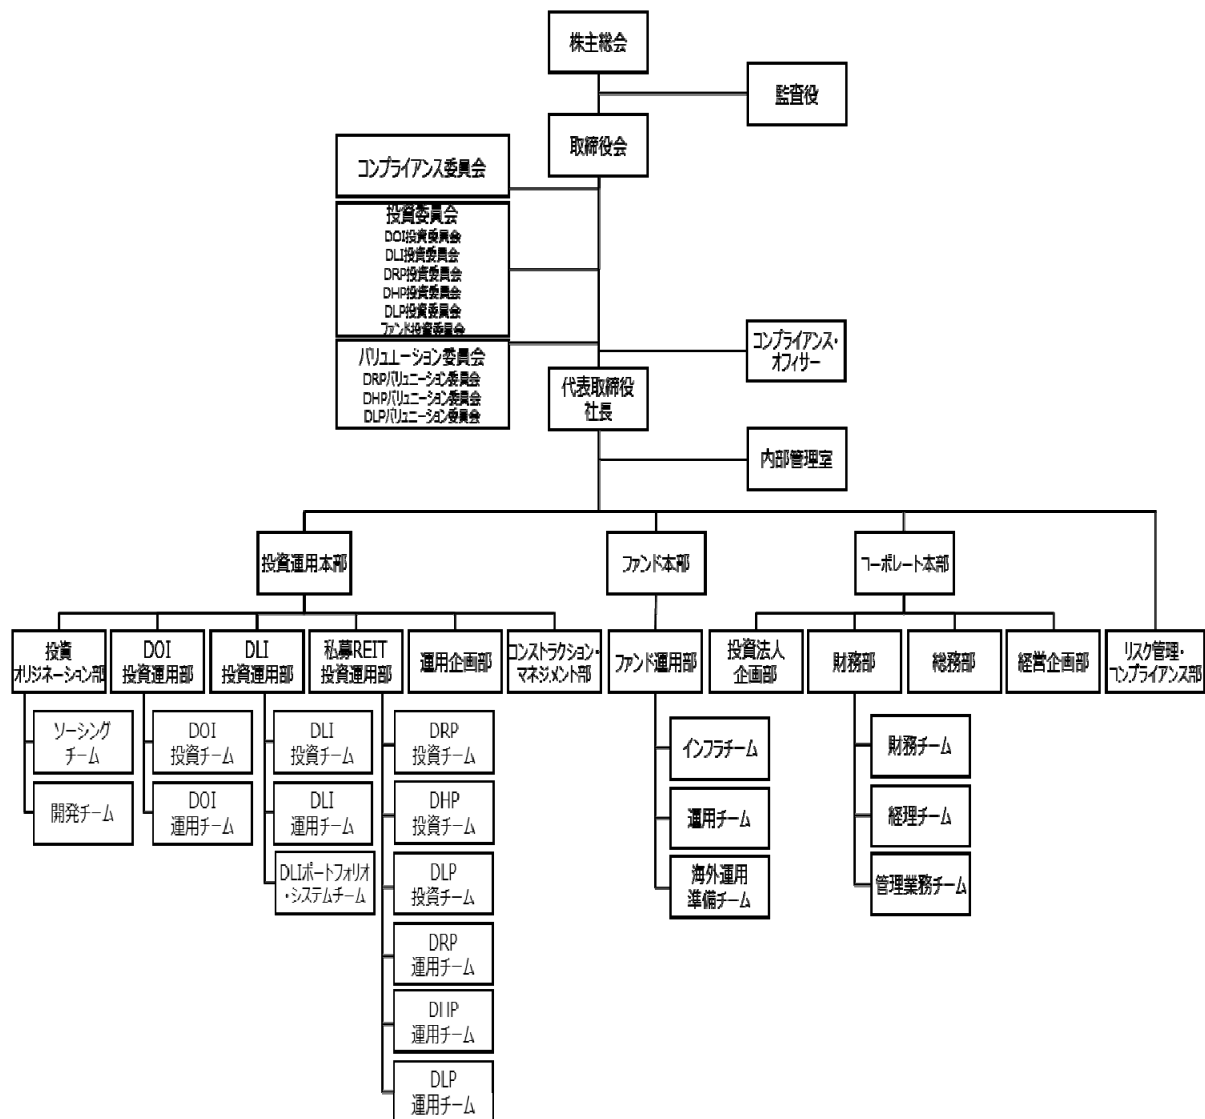 株主総会
監査役
取締役会
コンプライアンス委員会
投資委員会
DOI投資委員会
DLI投資委員会
DRP投資委員会
DHP投資委員会
DLP投資委員会
ファンド投資委員会
バリュエーション委員会
DRPバリュエーション委員会
DHPバリュエーション委員会
DLPバリュエーション委員会
コンプライアンス・
オフィサー
代表取締役
社長
内部管理室
投資運用本部
ファンド本部
コーポレート本部
投資
オリジネーション部
DOI
投資運用部
DLI
投資運用部
私募REIT
投資運用部
運用企画部
コンストラクション・
マネジメント部
ファンド運用部
投資法人
企画部
財務部
総務部
経営企画部
リスク管理・
コンプライアンス部
ソーシング
チーム
開発チーム
DOI
投資チーム
DOI
運用チーム
DLI
投資チーム
DLI
運用チーム
DLIポートフォリオ
・システムチーム
DRP
投資チーム
DHP
投資チーム
DLP
投資チーム
DRP
運用チーム
DHP
運用チーム
DLP
運用チーム
インフラチーム
運用チーム
海外運用
準備チーム
財務チーム
経理チーム
管理業務チーム